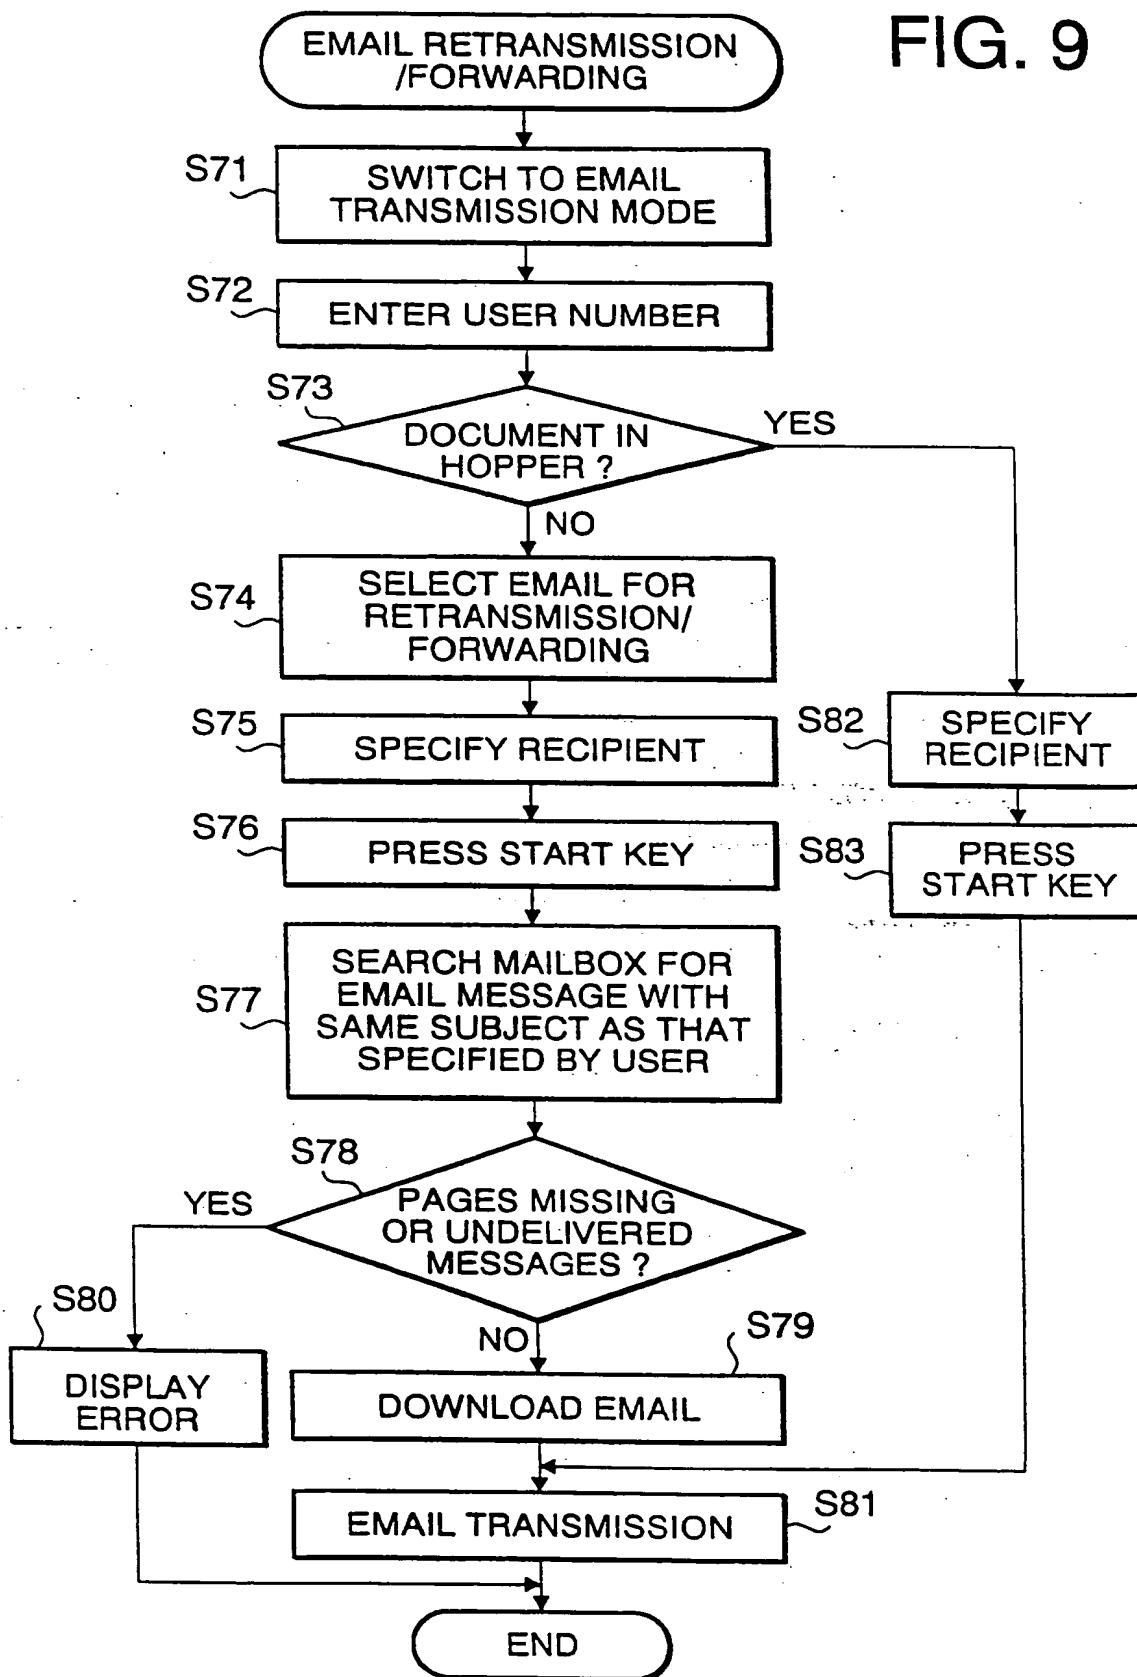 FIG. 9
EMAIL RETRANSMISSION
/FORWARDING
S71
SWITCH TO EMAIL
TRANSMISSION MODE
S72
ENTER USER NUMBER
S73
DOCUMENT IN
HOPPER ?
YES
NO
S74
SELECT EMAIL FOR
RETRANSMISSION/
FORWARDING
S75
SPECIFY RECIPIENT
S82
SPECIFY
RECIPIENT
S76
PRESS START KEY
S83
PRESS
START KEY
S77
SEARCH MAILBOX FOR
EMAIL MESSAGE WITH
SAME SUBJECT AS THAT
SPECIFIED BY USER
S78
PAGES MISSING
OR UNDELIVERED
MESSAGES ?
YES
NO
S80
DISPLAY
ERROR
S79
DOWNLOAD EMAIL
S81
EMAIL TRANSMISSION
END